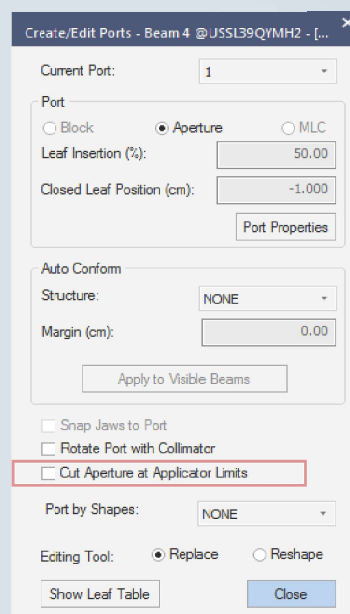 Create/Edit Ports - Beam 4 @USSL39QYMH2 - [...
Current Port: 1
Port
Block Aperture MLC
Leaf Insertion (%): 50.00
Closed Leaf Position (cm): -1.000
Port Properties
Auto Conform
Structure: NONE
Margin (cm): 0.00
Apply to Visible Beams
Snap Jaws to Port
Rotate Port with Collimator
Cut Aperture at Applicator Limits
Port by Shapes: NONE
Editing Tool: Replace Reshape
Show Leaf Table Close